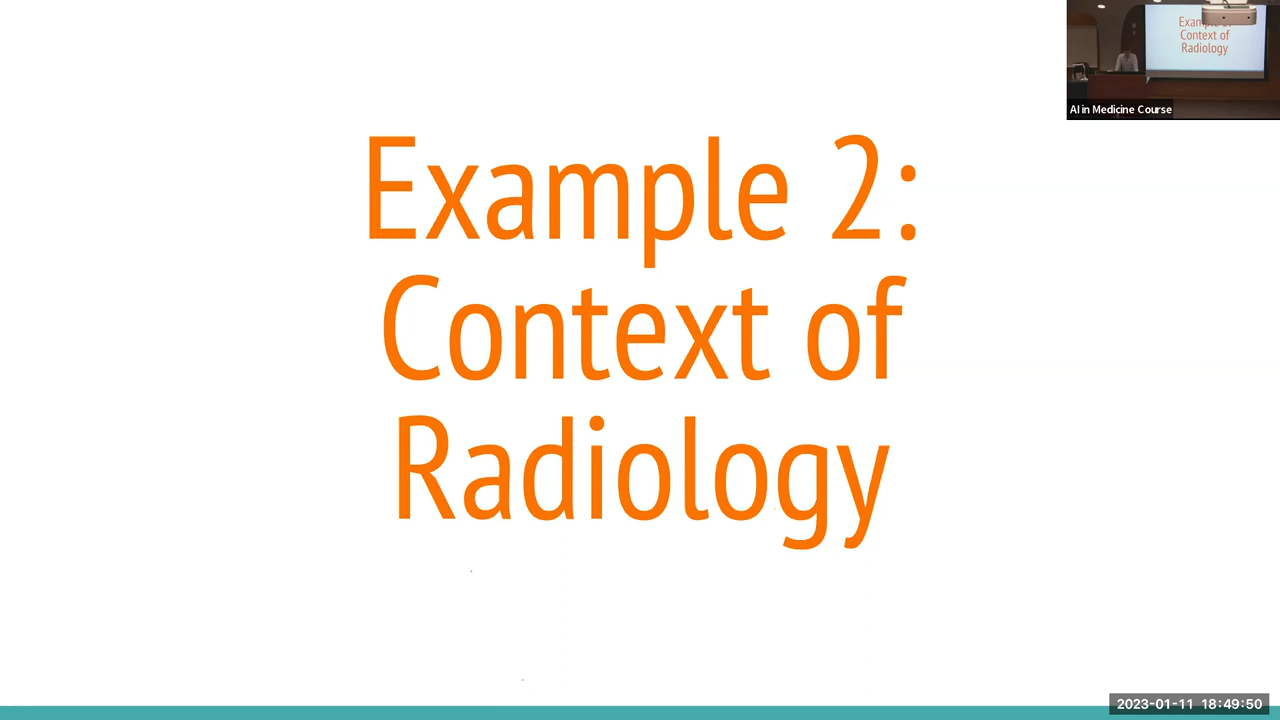 Example 2:
Context of
Radiology
Context of
Radiology
AI in Medicine Course
2023-01-11 18:49:50